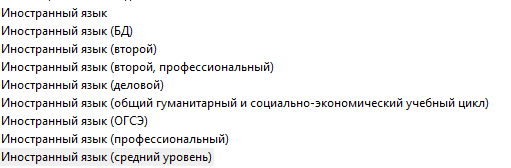 Иностранный язык
Иностранный язык (БД)
Иностранный язык (второй)
Иностранный язык (второй, профессиональный)
Иностранный язык (деловой)
Иностранный язык (общий гуманитарный и социально-экономический учебный цикл)
Иностранный язык (ОГСЭ)
Иностранный язык (профессиональный)
Иностранный язык (средний уровень)